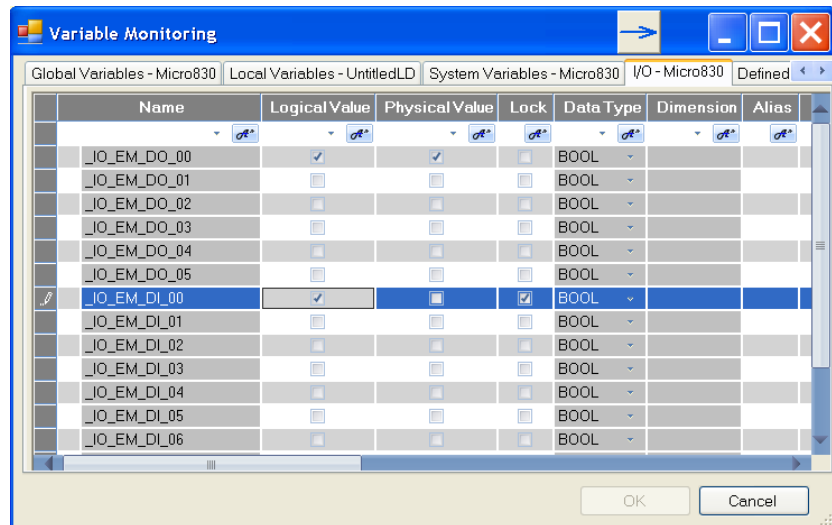 Variable Monitoring
Global Variables - Micro830 Local Variables - UntitledLD System Variables - Micro830 I/O - Micro830 Defined
Name Logical Value Physical Value Lock Data Type Dimension Alias
_IO_EM_DO_00 BOOL
_IO_EM_DO_01 BOOL
_IO_EM_DO_02 BOOL
_IO_EM_DO_03 BOOL
_IO_EM_DO_04 BOOL
_IO_EM_DO_05 BOOL
_IO_EM_DI_00 BOOL
_IO_EM_DI_01 BOOL
_IO_EM_DI_02 BOOL
_IO_EM_DI_03 BOOL
_IO_EM_DI_04 BOOL
_IO_EM_DI_05 BOOL
_IO_EM_DI_06 BOOL
OK Cancel